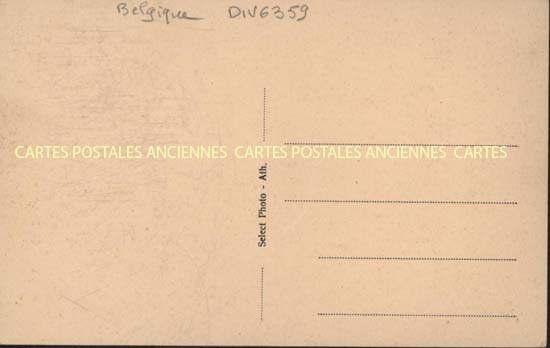 Belgique DIV6359
CARTES POSTALES ANCIENNES CARTES POSTALES ANCIENNES CARTES
Select Photo - Ath.